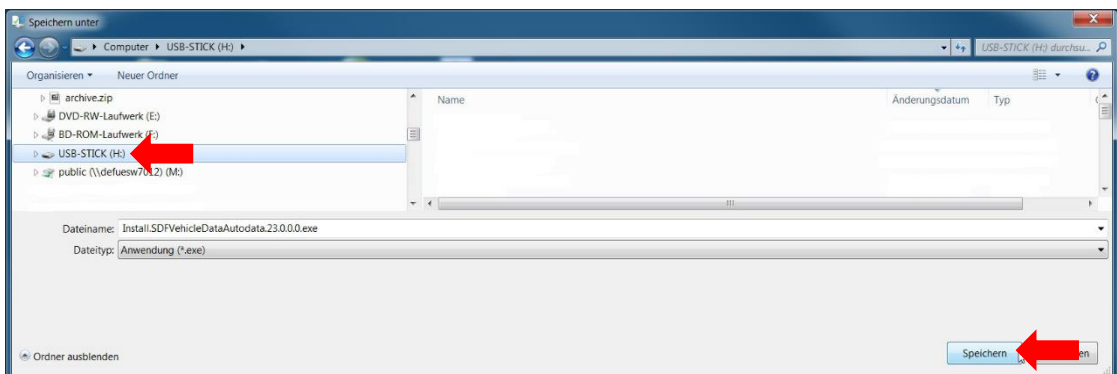 Speichern unter
Computer ▸ USB-STICK (H:) ▸ USB-STICK (H:) durchsu...
Organisieren Neuer Ordner
archive.zip
DVD-RW-Laufwerk (E:)
BD-ROM-Laufwerk (F:)
USB-STICK (H:)
public (\\defuesw7012) (M:)
Name Änderungsdatum Typ
Dateiname: Install.SDFVehicleDataAutodata.23.0.0.0.exe
Dateityp: Anwendung (*.exe)
Ordner ausblenden
Speichern